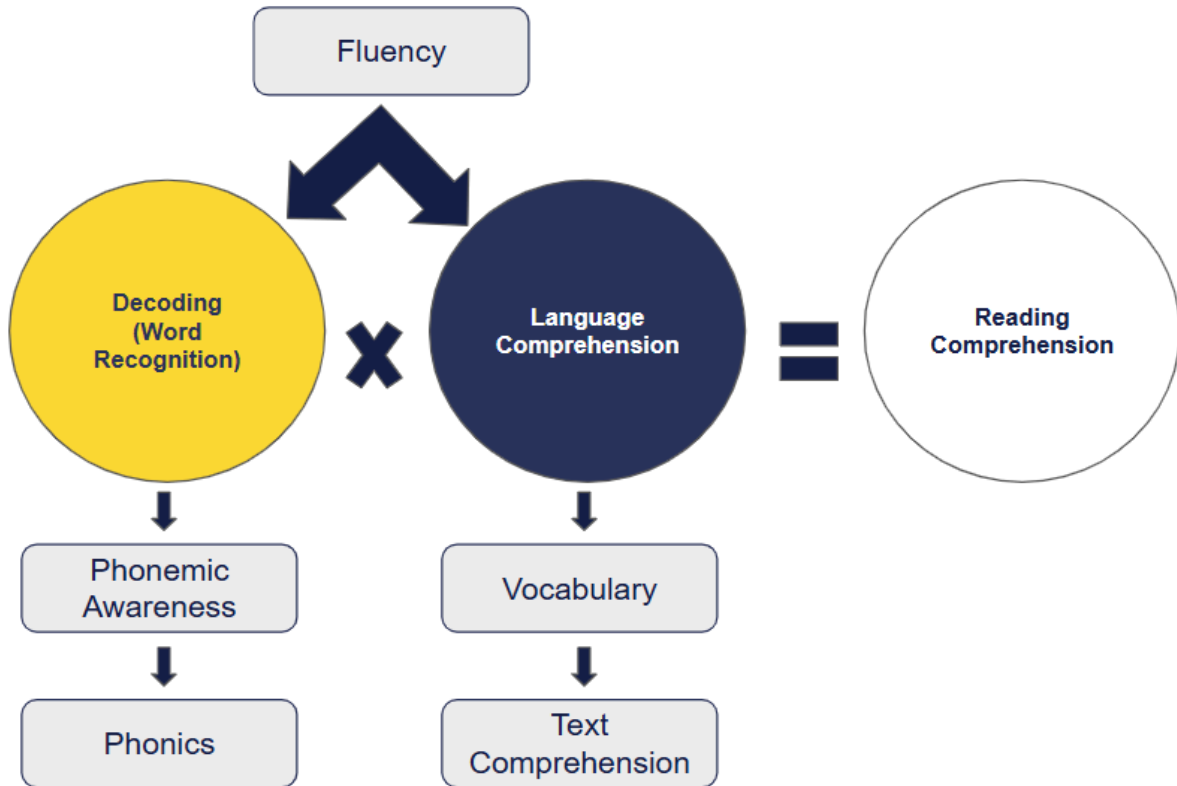 Fluency
Decoding
(Word
Recognition)
x
Language
Comprehension
=
Reading
Comprehension
Phonemic
Awareness
Vocabulary
Phonics
Text
Comprehension